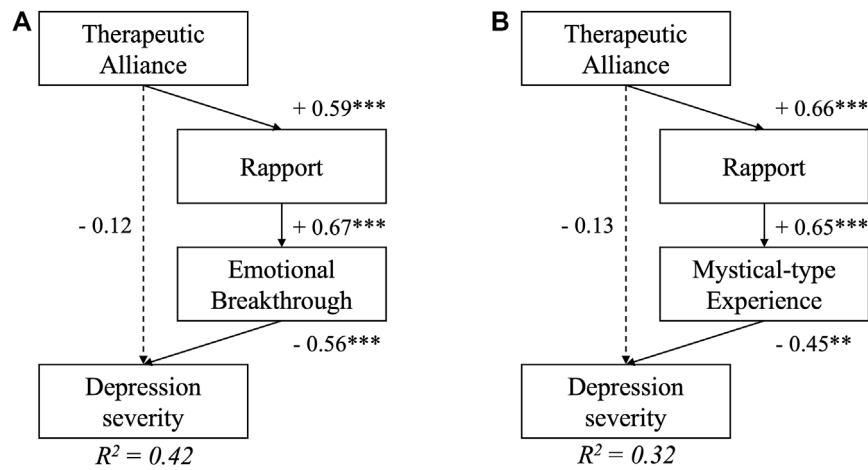 A
Therapeutic
Alliance
+ 0.59***
Rapport
- 0.12
+ 0.67***
Emotional
Breakthrough
- 0.56***
Depression
severity
R² = 0.42
B
Therapeutic
Alliance
+ 0.66***
Rapport
- 0.13
+ 0.65***
Mystical-type
Experience
- 0.45**
Depression
severity
R² = 0.32